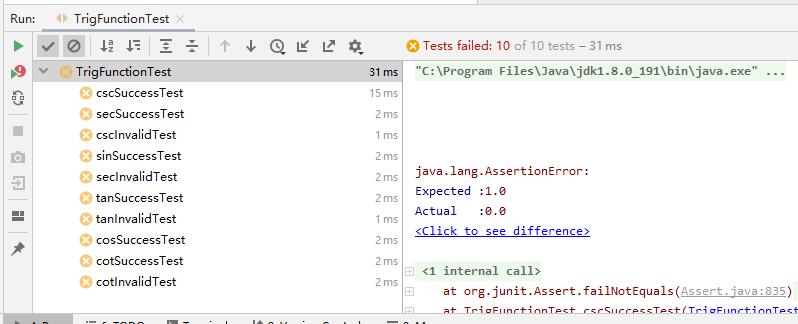 Run: TrigFunctionTest
Tests failed: 10 of 10 tests – 31 ms
TrigFunctionTest 31 ms
cscSuccessTest 15 ms
secSuccessTest 2 ms
cscInvalidTest 1 ms
sinSuccessTest 2 ms
secInvalidTest 2 ms
tanSuccessTest 2 ms
tanInvalidTest 1 ms
cosSuccessTest 2 ms
cotSuccessTest 2 ms
cotInvalidTest 2 ms
"C:\Program Files\Java\jdk1.8.0_191\bin\java.exe" ...
java.lang.AssertionError:
Expected :1.0
Actual :0.0
<Click to see difference>
<1 internal call>
at org.junit.Assert.failNotEquals(Assert.java:835)
at TrigFunctionTest.cscSuccessTest(TrigFunctionTest